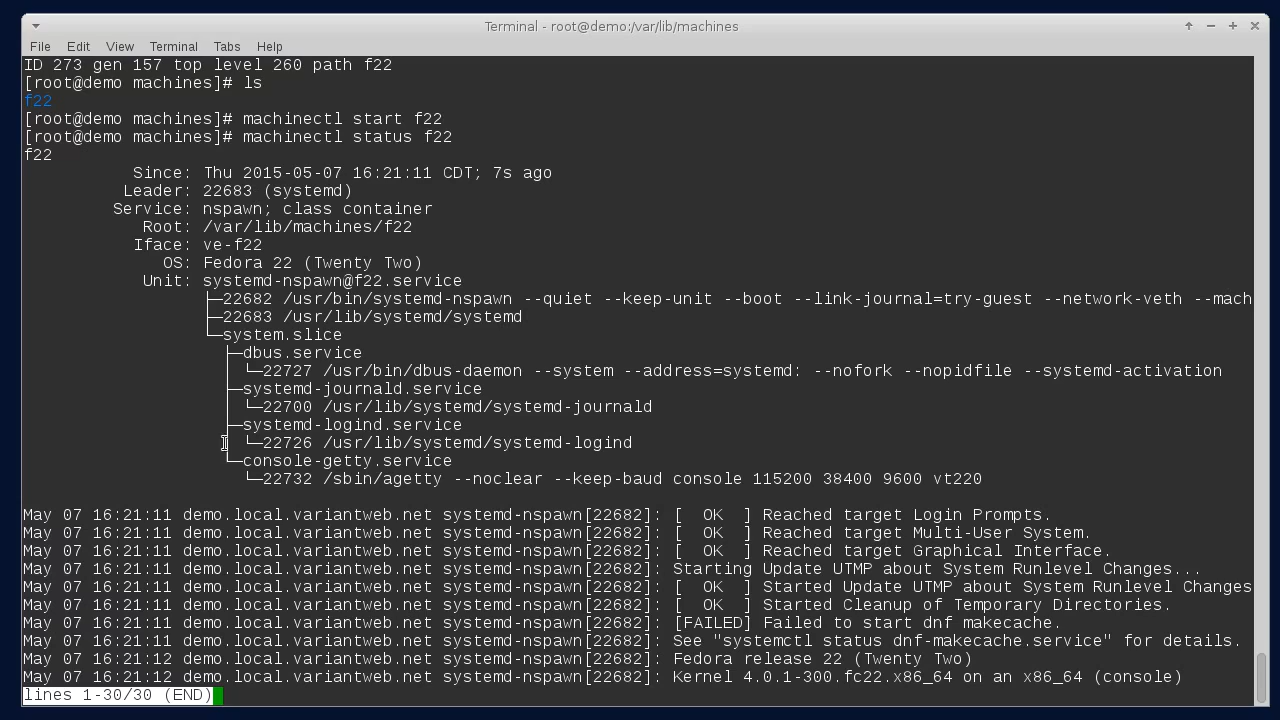 Terminal - root@demo:/var/lib/machines
File Edit View Terminal Tabs Help
ID 273 gen 157 top level 260 path f22
[root@demo machines]# ls
f22
[root@demo machines]# machinectl start f22
[root@demo machines]# machinectl status f22
f22
Since: Thu 2015-05-07 16:21:11 CDT; 7s ago
Leader: 22683 (systemd)
Service: nspawn; class container
Root: /var/lib/machines/f22
Iface: ve-f22
OS: Fedora 22 (Twenty Two)
Unit: systemd-nspawn@f22.service
├─22682 /usr/bin/systemd-nspawn --quiet --keep-unit --boot --link-journal=try-guest --network-veth --mach
├─22683 /usr/lib/systemd/systemd
└─system.slice
├─dbus.service
│ └─22727 /usr/bin/dbus-daemon --system --address=systemd: --nofork --nopidfile --systemd-activation
├─systemd-journald.service
│ └─22700 /usr/lib/systemd/systemd-journald
├─systemd-logind.service
│ └─22726 /usr/lib/systemd/systemd-logind
└─console-getty.service
└─22732 /sbin/agetty --noclear --keep-baud console 115200 38400 9600 vt220
May 07 16:21:11 demo.local.variantweb.net systemd-nspawn[22682]: [  OK  ] Reached target Login Prompts.
May 07 16:21:11 demo.local.variantweb.net systemd-nspawn[22682]: [  OK  ] Reached target Multi-User System.
May 07 16:21:11 demo.local.variantweb.net systemd-nspawn[22682]: [  OK  ] Reached target Graphical Interface.
May 07 16:21:11 demo.local.variantweb.net systemd-nspawn[22682]: Starting Update UTMP about System Runlevel Changes...
May 07 16:21:11 demo.local.variantweb.net systemd-nspawn[22682]: [  OK  ] Started Update UTMP about System Runlevel Changes
May 07 16:21:11 demo.local.variantweb.net systemd-nspawn[22682]: [  OK  ] Started Cleanup of Temporary Directories.
May 07 16:21:11 demo.local.variantweb.net systemd-nspawn[22682]: [FAILED] Failed to start dnf makecache.
May 07 16:21:11 demo.local.variantweb.net systemd-nspawn[22682]: See "systemctl status dnf-makecache.service" for details.
May 07 16:21:12 demo.local.variantweb.net systemd-nspawn[22682]: Fedora release 22 (Twenty Two)
May 07 16:21:12 demo.local.variantweb.net systemd-nspawn[22682]: Kernel 4.0.1-300.fc22.x86_64 on an x86_64 (console)
lines 1-30/30 (END)